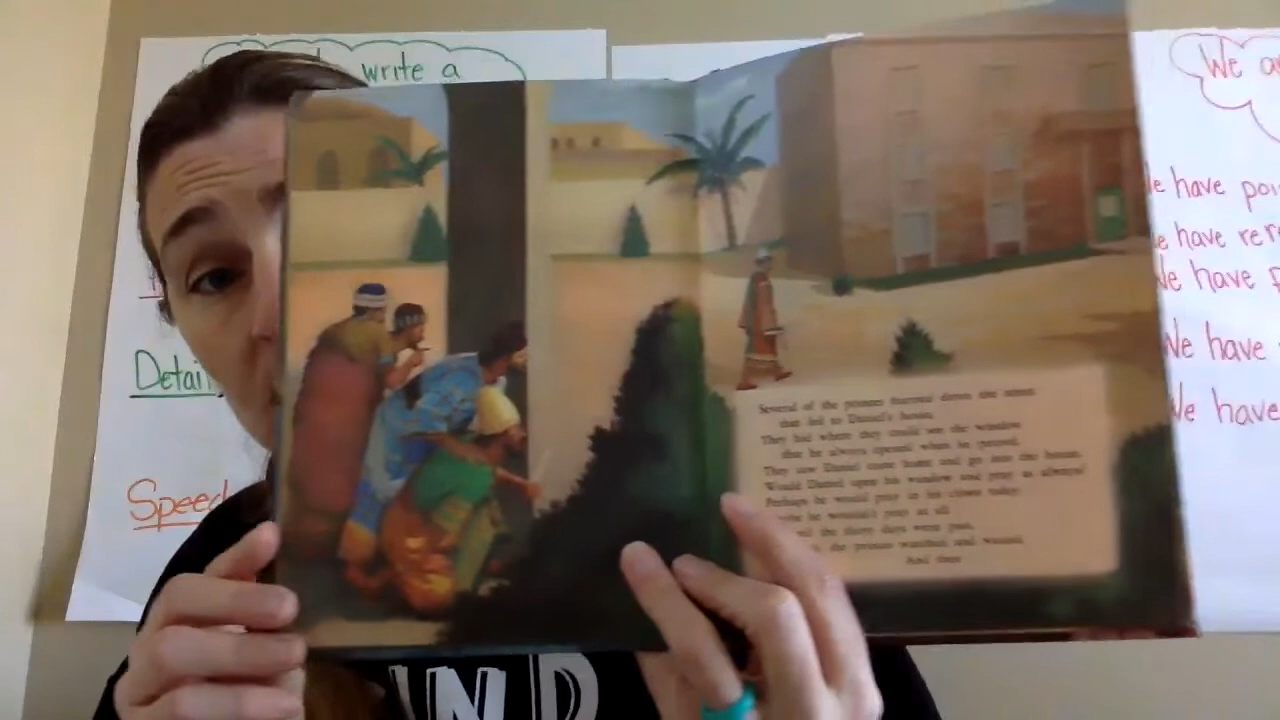 write a
Detail
Speed
We a
We have poi
We have rere
We have p
We have
We have
Several of the princes hurried down the street
that led to Daniel's house.
They hid where they could see the window
that he always opened when he prayed.
They saw Daniel come home and go into the house.
Would Daniel open his window and pray as always?
Perhaps he would pray in his closet today.
he wouldn't pray at all
the thirty days were past.
the princes watched and waited.
And then
IND